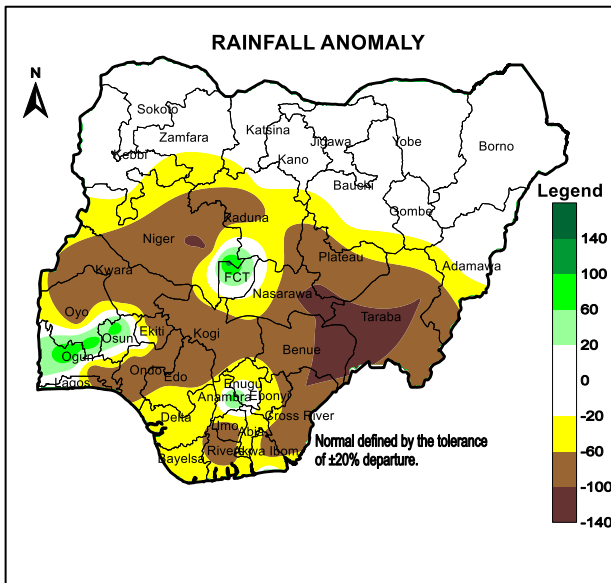 RAINFALL ANOMALY
N
Sokoto
Katsina
Zamfara
Jigawa
Yobe
Borno
Kebbi
Kano
Bauchi
Gombe
Kaduna
Niger
Plateau
Adamawa
Kwara
FCT
Nasarawa
Oyo
Taraba
Osun
Ekiti
Kogi
Ogun
Benue
Lagos
Ondo
Edo
Enugu
Anambra
Ebonyi
Delta
Imo
Abia
Cross River
Bayelsa
Rivers
Akwa Ibom
Normal defined by the tolerance
of ±20% departure.
Legend
140
100
60
20
0
-20
-60
-100
-140